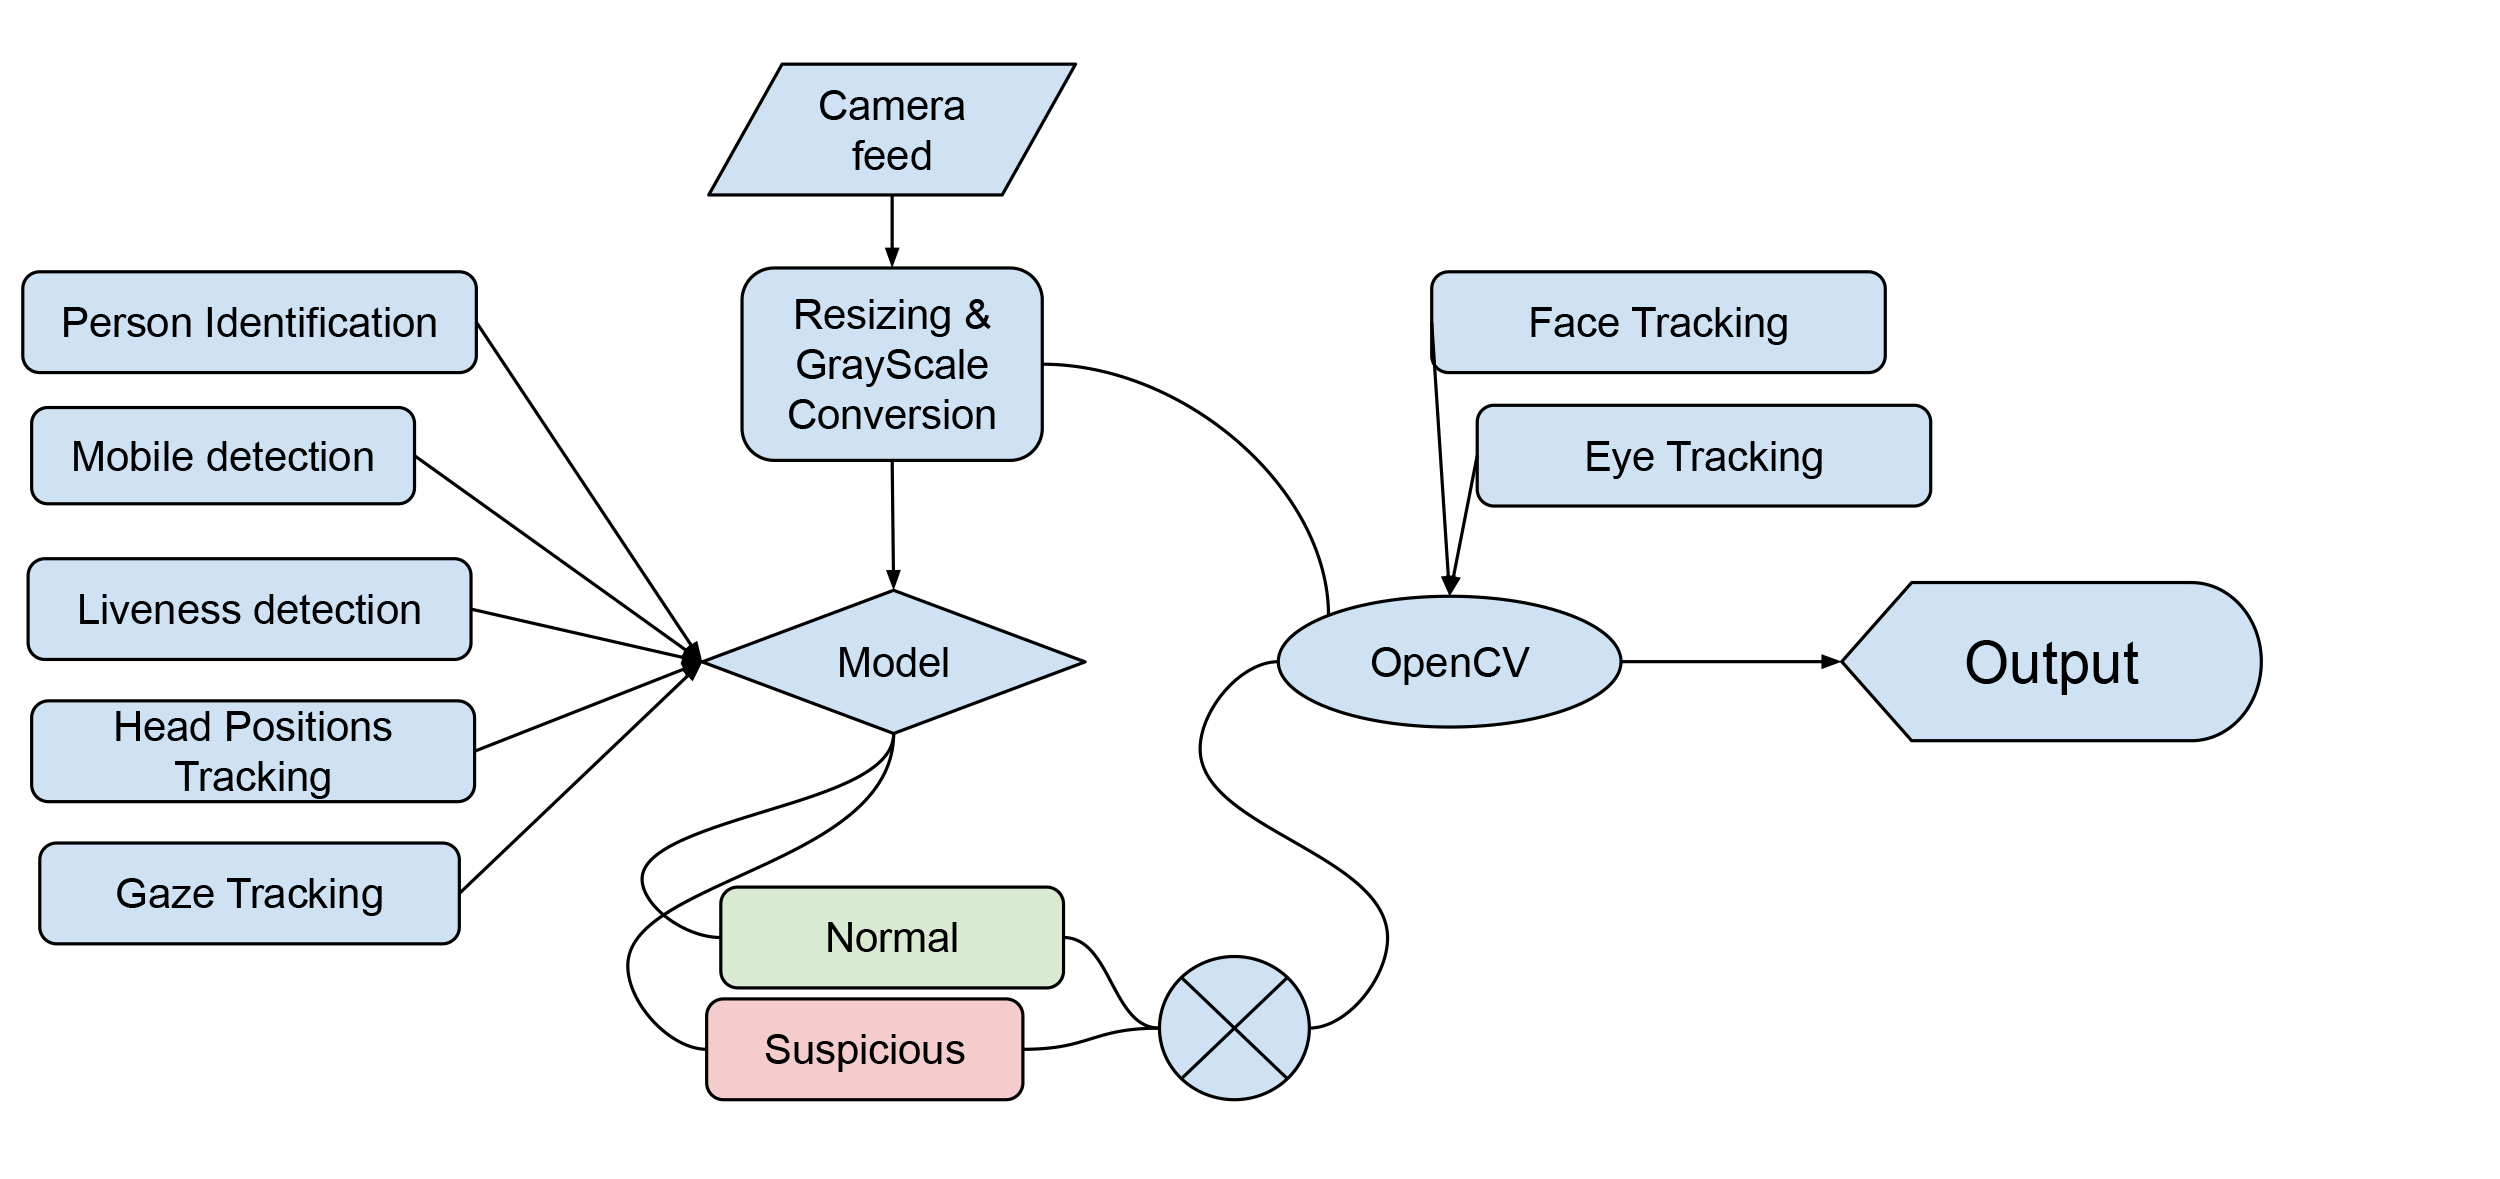 Camera
feed
Person Identification
Resizing &
GrayScale
Conversion
Face Tracking
Mobile detection
Eye Tracking
Liveness detection
Model
OpenCV
Output
Head Positions
Tracking
Gaze Tracking
Normal
Suspicious